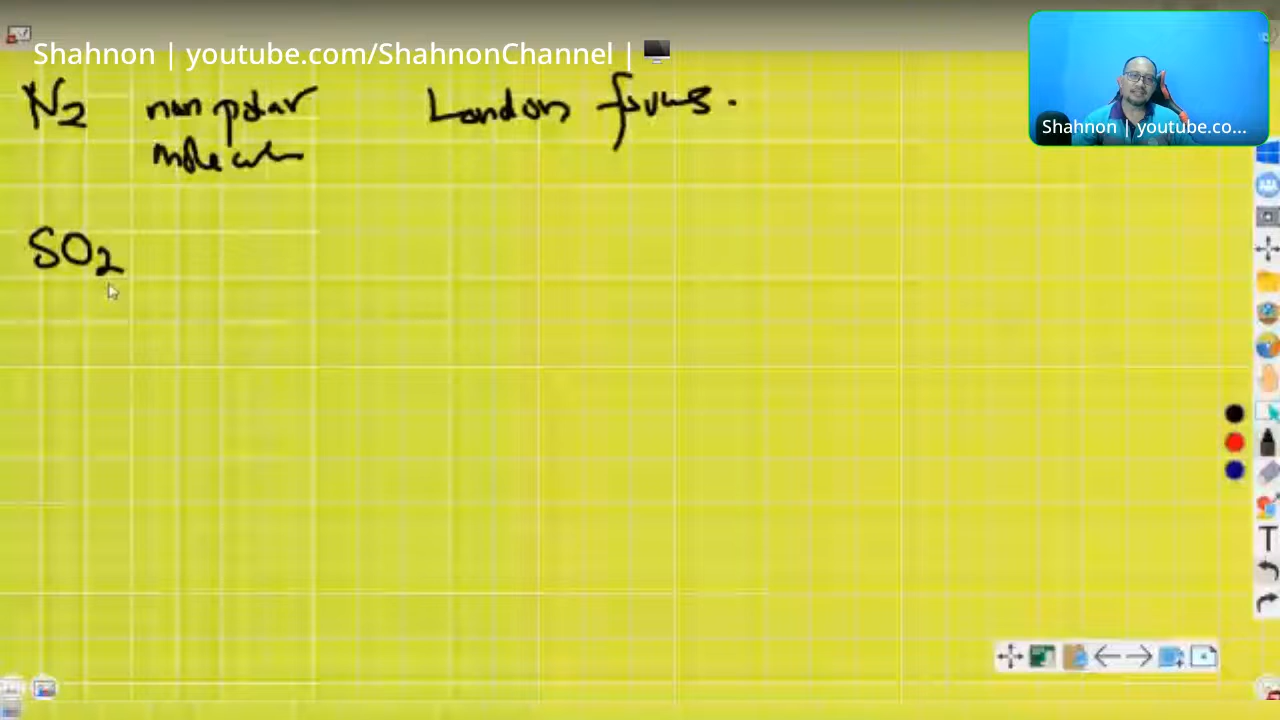 Shahnon | youtube.com/ShahnonChannel |
Shahnon | youtube.co...
N2 non polar London forces.
molecule
SO2
T